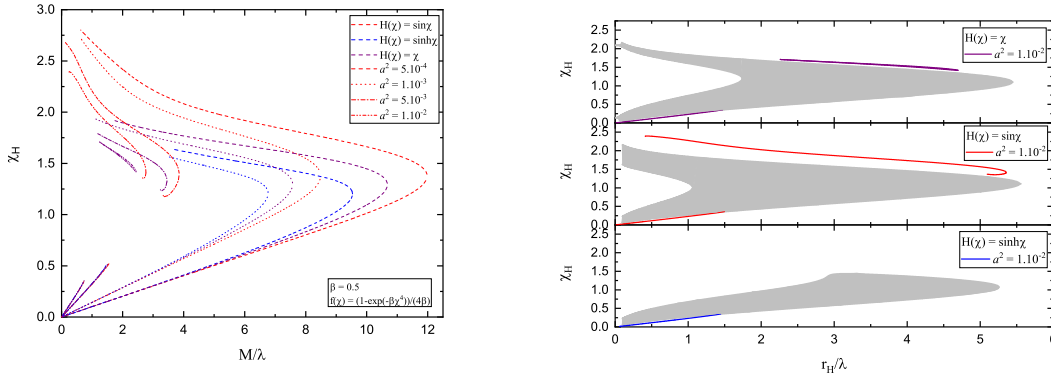 3.0
2.5
2.0
1.5
1.0
0.5
0.0
χH
0 2 4 6 8 10 12
M/λ
H(χ) = sinχ
H(χ) = sinhχ
H(χ) = χ
a² = 5.10⁻⁴
a² = 1.10⁻³
a² = 5.10⁻³
a² = 1.10⁻²
β = 0.5
f(χ) = (1-exp(-βχ⁴))/(4β)
2.5
2.0
1.5
1.0
0.5
0.0
χH
H(χ) = χ
a² = 1.10⁻²
2.5
2.0
1.5
1.0
0.5
0.0
χH
H(χ) = sinχ
a² = 1.10⁻²
2.5
2.0
1.5
1.0
0.5
0.0
χH
H(χ) = sinhχ
a² = 1.10⁻²
0 1 2 3 4 5 6
rH/λ